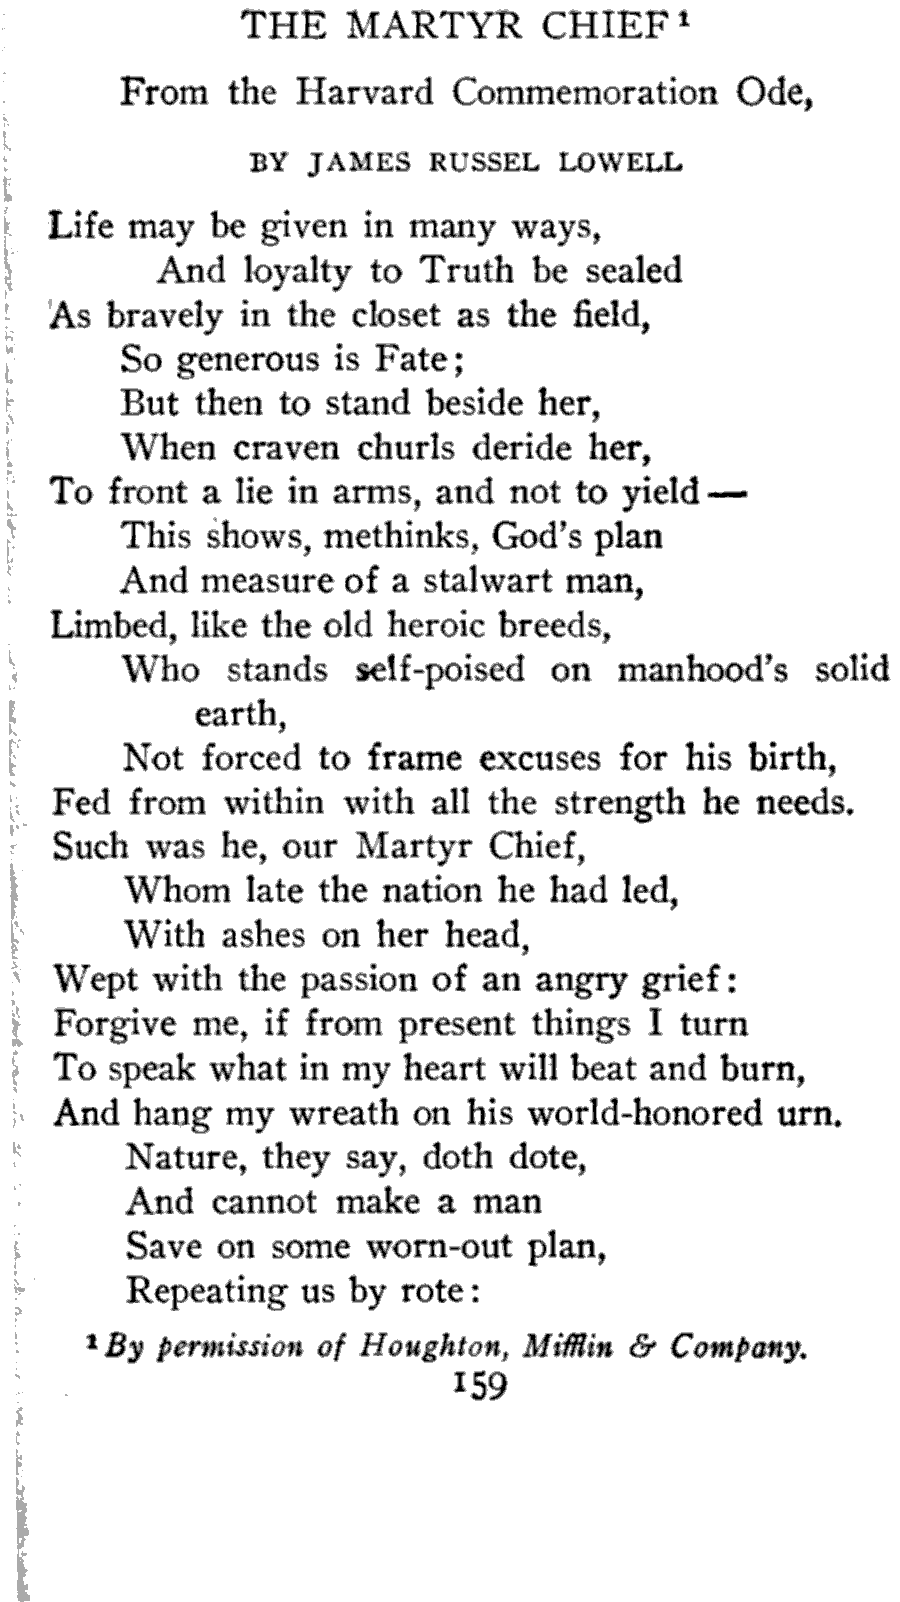 THE MARTYR CHIEF¹
From the Harvard Commemoration Ode,
BY JAMES RUSSEL LOWELL
Life may be given in many ways,
And loyalty to Truth be sealed
As bravely in the closet as the field,
So generous is Fate;
But then to stand beside her,
When craven churls deride her,
To front a lie in arms, and not to yield—
This shows, methinks, God's plan
And measure of a stalwart man,
Limbed, like the old heroic breeds,
Who stands self-poised on manhood's solid
earth,
Not forced to frame excuses for his birth,
Fed from within with all the strength he needs.
Such was he, our Martyr Chief,
Whom late the nation he had led,
With ashes on her head,
Wept with the passion of an angry grief:
Forgive me, if from present things I turn
To speak what in my heart will beat and burn,
And hang my wreath on his world-honored urn.
Nature, they say, doth dote,
And cannot make a man
Save on some worn-out plan,
Repeating us by rote:
¹ By permission of Houghton, Mifflin & Company.
159